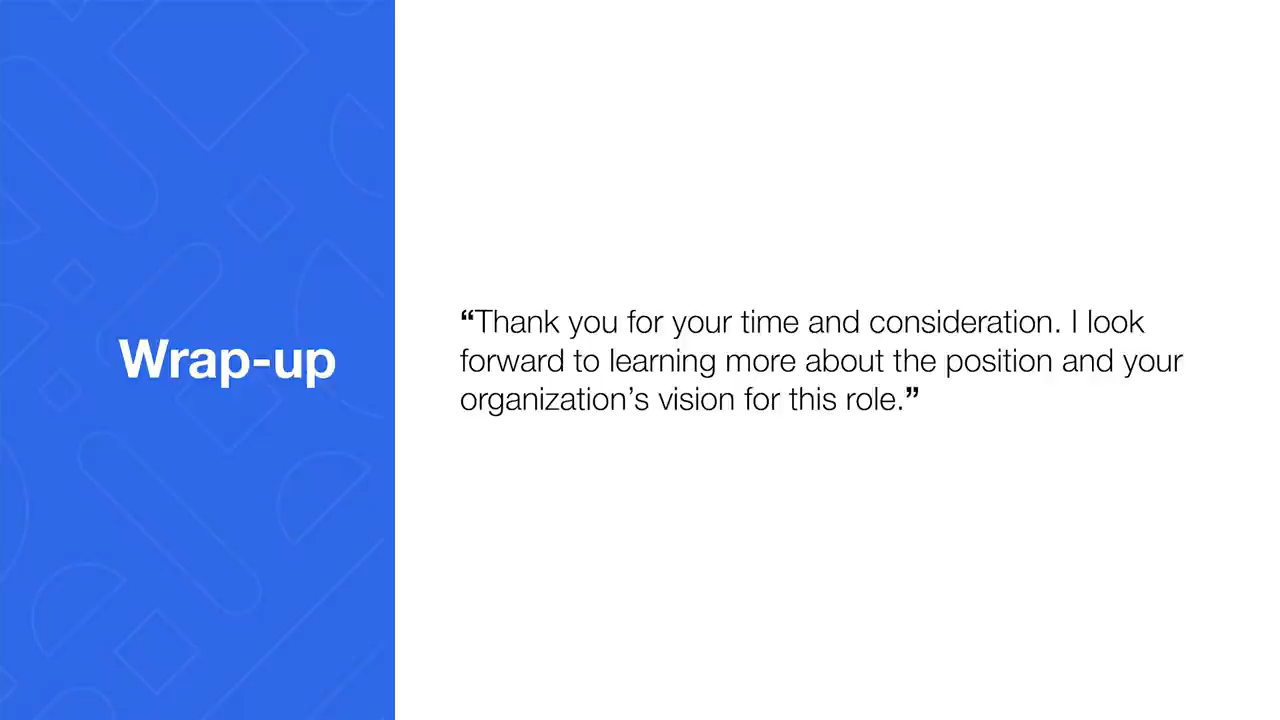 Wrap-up
“Thank you for your time and consideration. I look
forward to learning more about the position and your
organization’s vision for this role.”